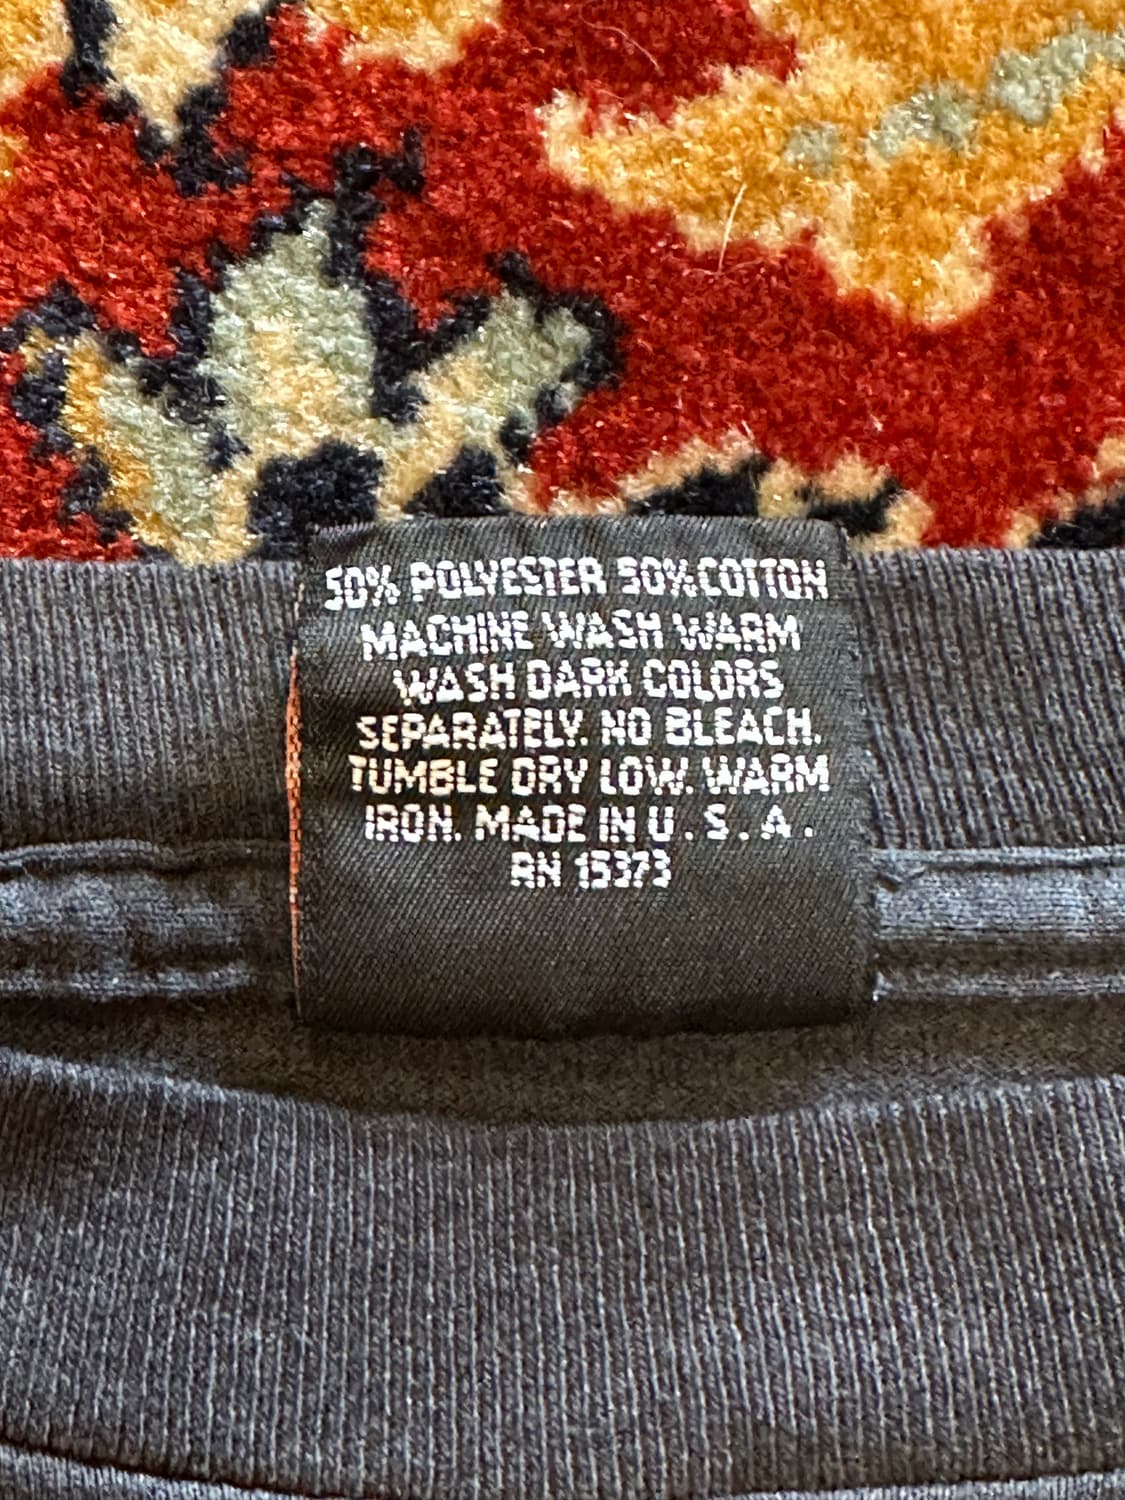 50% POLYESTER 50%COTTON
MACHINE WASH WARM
WASH DARK COLORS
SEPARATELY. NO BLEACH.
TUMBLE DRY LOW. WARM
IRON. MADE IN U.S.A.
RN 15373